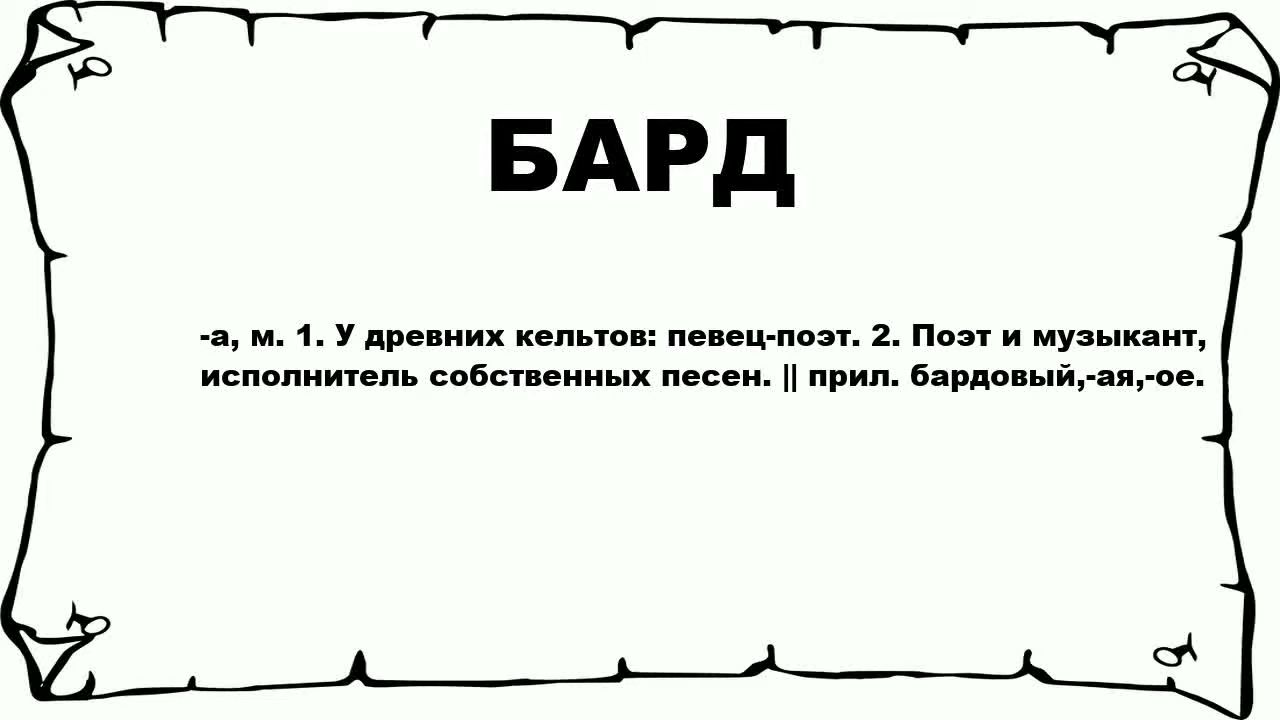 БАРД
-а, м. 1. У древних кельтов: певец-поэт. 2. Поэт и музыкант,
исполнитель собственных песен. || прил. бардовый,-ая,-ое.